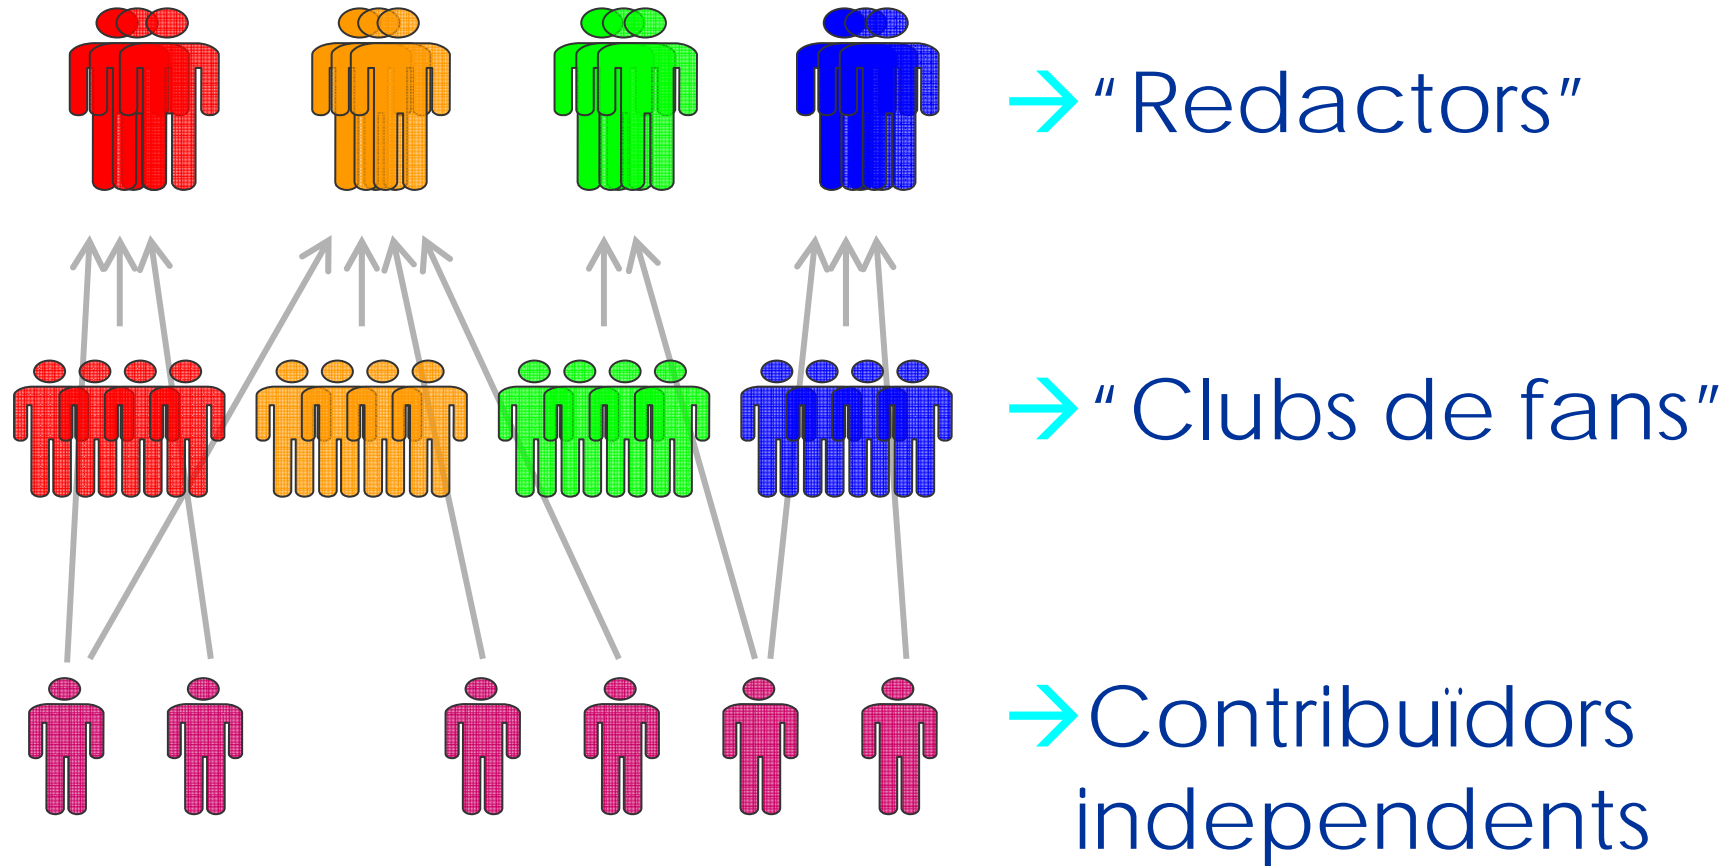 → “Redactors”
→ “Clubs de fans”
→ Contribuïdors
independents